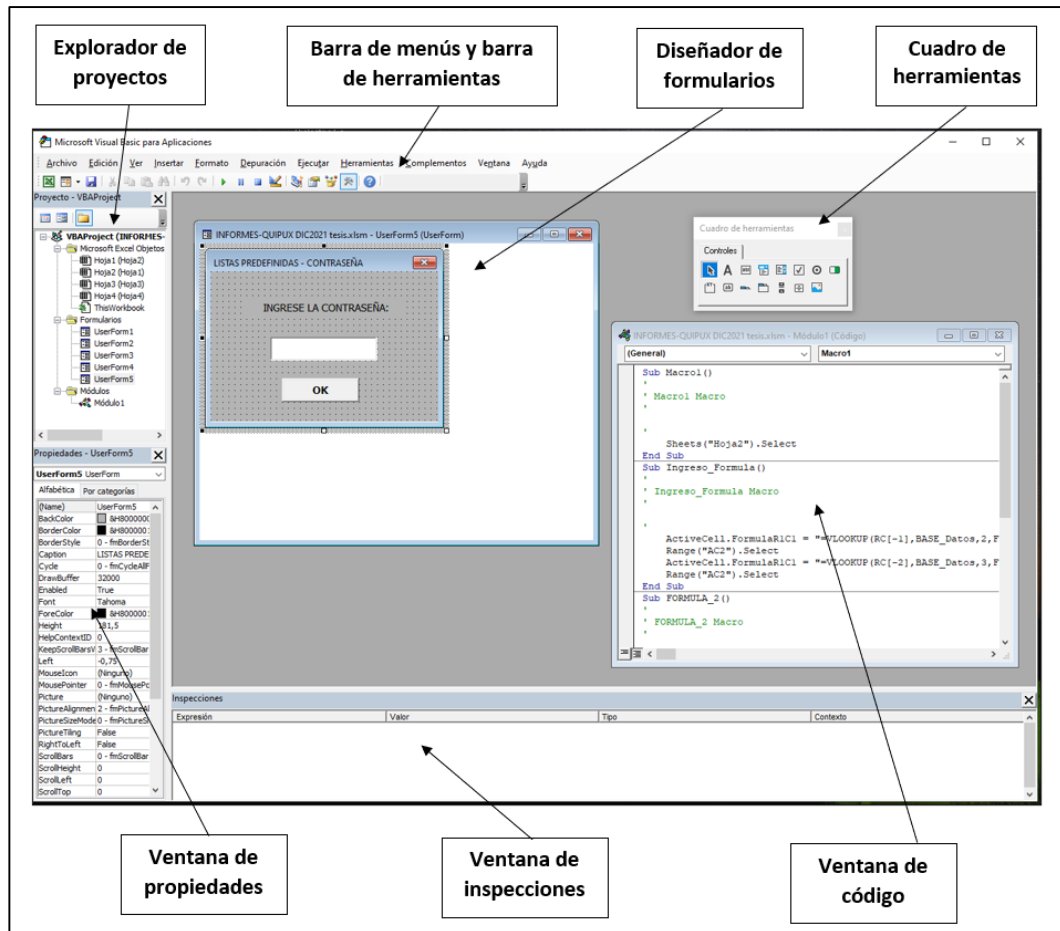 Explorador de
proyectos
Barra de menús y barra
de herramientas
Diseñador de
formularios
Cuadro de
herramientas
Microsoft Visual Basic para Aplicaciones
Archivo Edición Ver Insertar Formato Depuración Ejecutar Herramientas Complementos Ventana Ayuda
Proyecto - VBAProject
VBAProject (INFORMES-
Microsoft Excel Objetos
Hoja1 (Hoja2)
Hoja2 (Hoja1)
Hoja3 (Hoja3)
Hoja4 (Hoja4)
ThisWorkbook
Formularios
UserForm1
UserForm2
UserForm3
UserForm4
UserForm5
Módulos
Módulo1
INFORMES-QUIPUX DIC2021 tesis.xlsm - UserForm5 (UserForm)
LISTAS PREDEFINIDAS - CONTRASEÑA
INGRESE LA CONTRASEÑA:
OK
Cuadro de herramientas
Controles
INFORMES-QUIPUX DIC2021 tesis.xlsm - Módulo1 (Código)
(General) Macro1
Sub Macro1()
'
' Macro1 Macro
'
'
Sheets("Hoja2").Select
End Sub
Sub Ingreso_Formula()
'
' Ingreso_Formula Macro
'
'
ActiveCell.FormulaR1C1 = "=VLOOKUP(RC[-1],BASE_Datos,2,F
Range("AC2").Select
ActiveCell.FormulaR1C1 = "=VLOOKUP(RC[-2],BASE_Datos,3,F
Range("AC2").Select
End Sub
Sub FORMULA_2()
'
' FORMULA_2 Macro
'
Propiedades - UserForm5
UserForm5 UserForm
Alfabética Por categorías
(Name) UserForm5
BackColor &H8000000
BorderColor &H8000001
BorderStyle 0 - fmBorderSt
Caption LISTAS PREDE
Cycle 0 - fmCycleAllF
DrawBuffer 32000
Enabled True
Font Tahoma
ForeColor &H8000001
Height 181,5
HelpContextID 0
KeepScrollBarsV 3 - fmScrollBar
Left -0,75
MouseIcon (Ninguno)
MousePointer 0 - fmMousePo
Picture (Ninguno)
PictureAlignmen 2 - fmPictureAl
PictureSizeMode 0 - fmPictureSi
PictureTiling False
RightToLeft False
ScrollBars 0 - fmScrollBar
ScrollHeight 0
ScrollLeft 0
ScrollTop 0
Inspecciones
Expresión Valor Tipo Contexto
Ventana de
propiedades
Ventana de
inspecciones
Ventana de
código